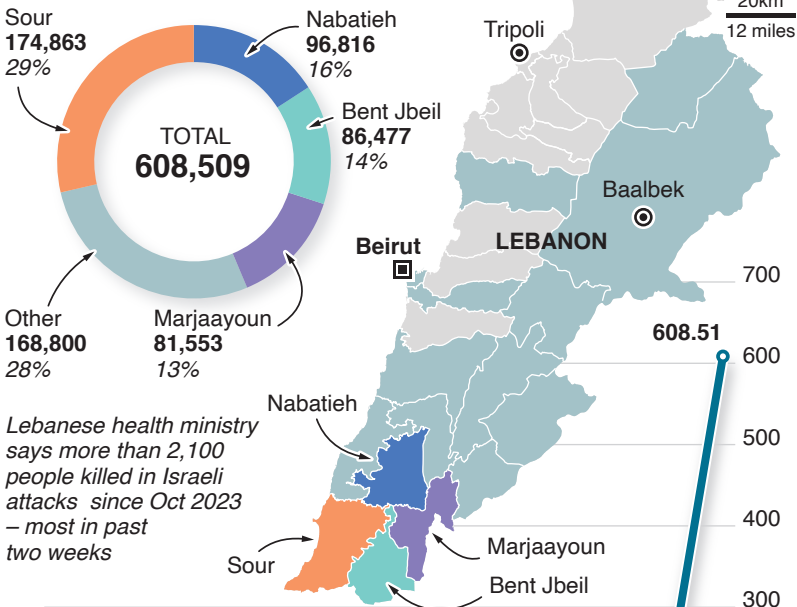 Sour
174,863
29%
Nabatieh
96,816
16%
Bent Jbeil
86,477
14%
TOTAL
608,509
Other
168,800
28%
Marjaayoun
81,553
13%
Lebanese health ministry
says more than 2,100
people killed in Israeli
attacks since Oct 2023
– most in past
two weeks
20km
12 miles
Tripoli
Baalbek
LEBANON
Beirut
Nabatieh
Sour
Marjaayoun
Bent Jbeil
700
608.51
600
500
400
300